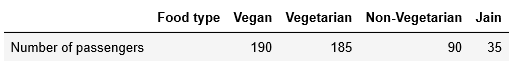 Food type Vegan Vegetarian Non-Vegetarian Jain
Number of passengers 190 185 90 35